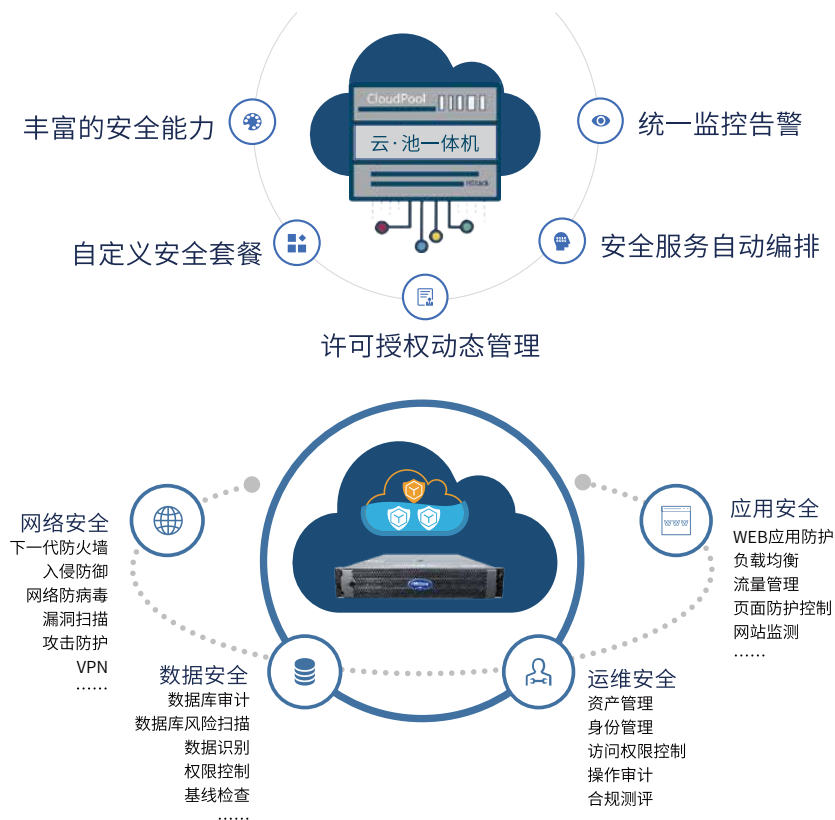 CloudPool
云·池一体机
丰富的安全能力
统一监控告警
自定义安全套餐
安全服务自动编排
许可授权动态管理
网络安全
下一代防火墙
入侵防御
网络防病毒
漏洞扫描
攻击防护
VPN
……
应用安全
WEB应用防护
负载均衡
流量管理
页面防护控制
网站监测
……
WWW
数据安全
数据库审计
数据库风险扫描
数据识别
权限控制
基线检查
……
运维安全
资产管理
身份管理
访问权限控制
操作审计
合规测评